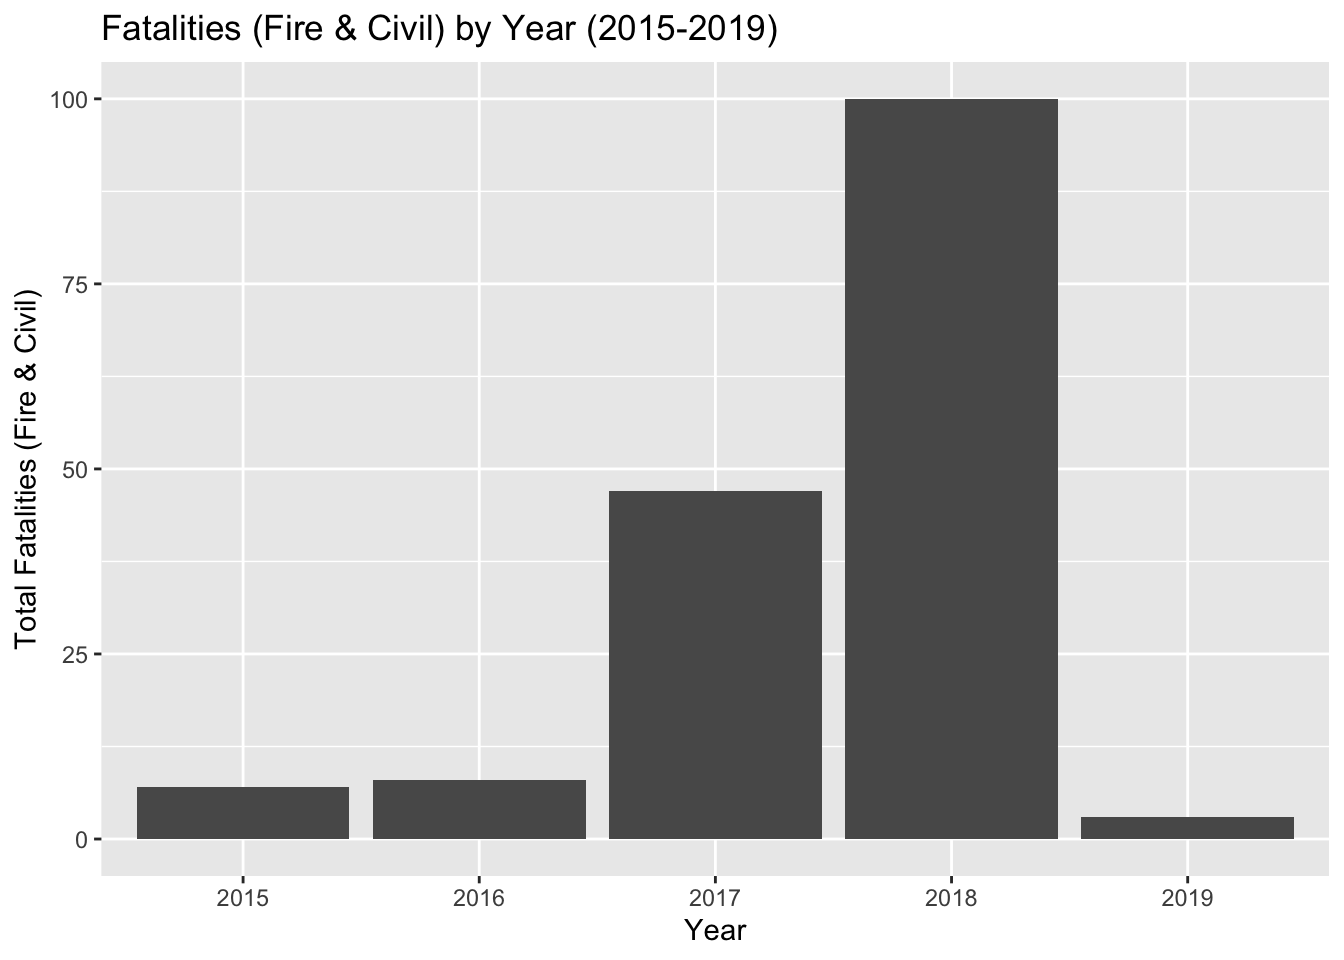 Fatalities (Fire & Civil) by Year (2015-2019)
Total Fatalities (Fire & Civil)
100
75
50
25
0
2015 2016 2017 2018 2019
Year